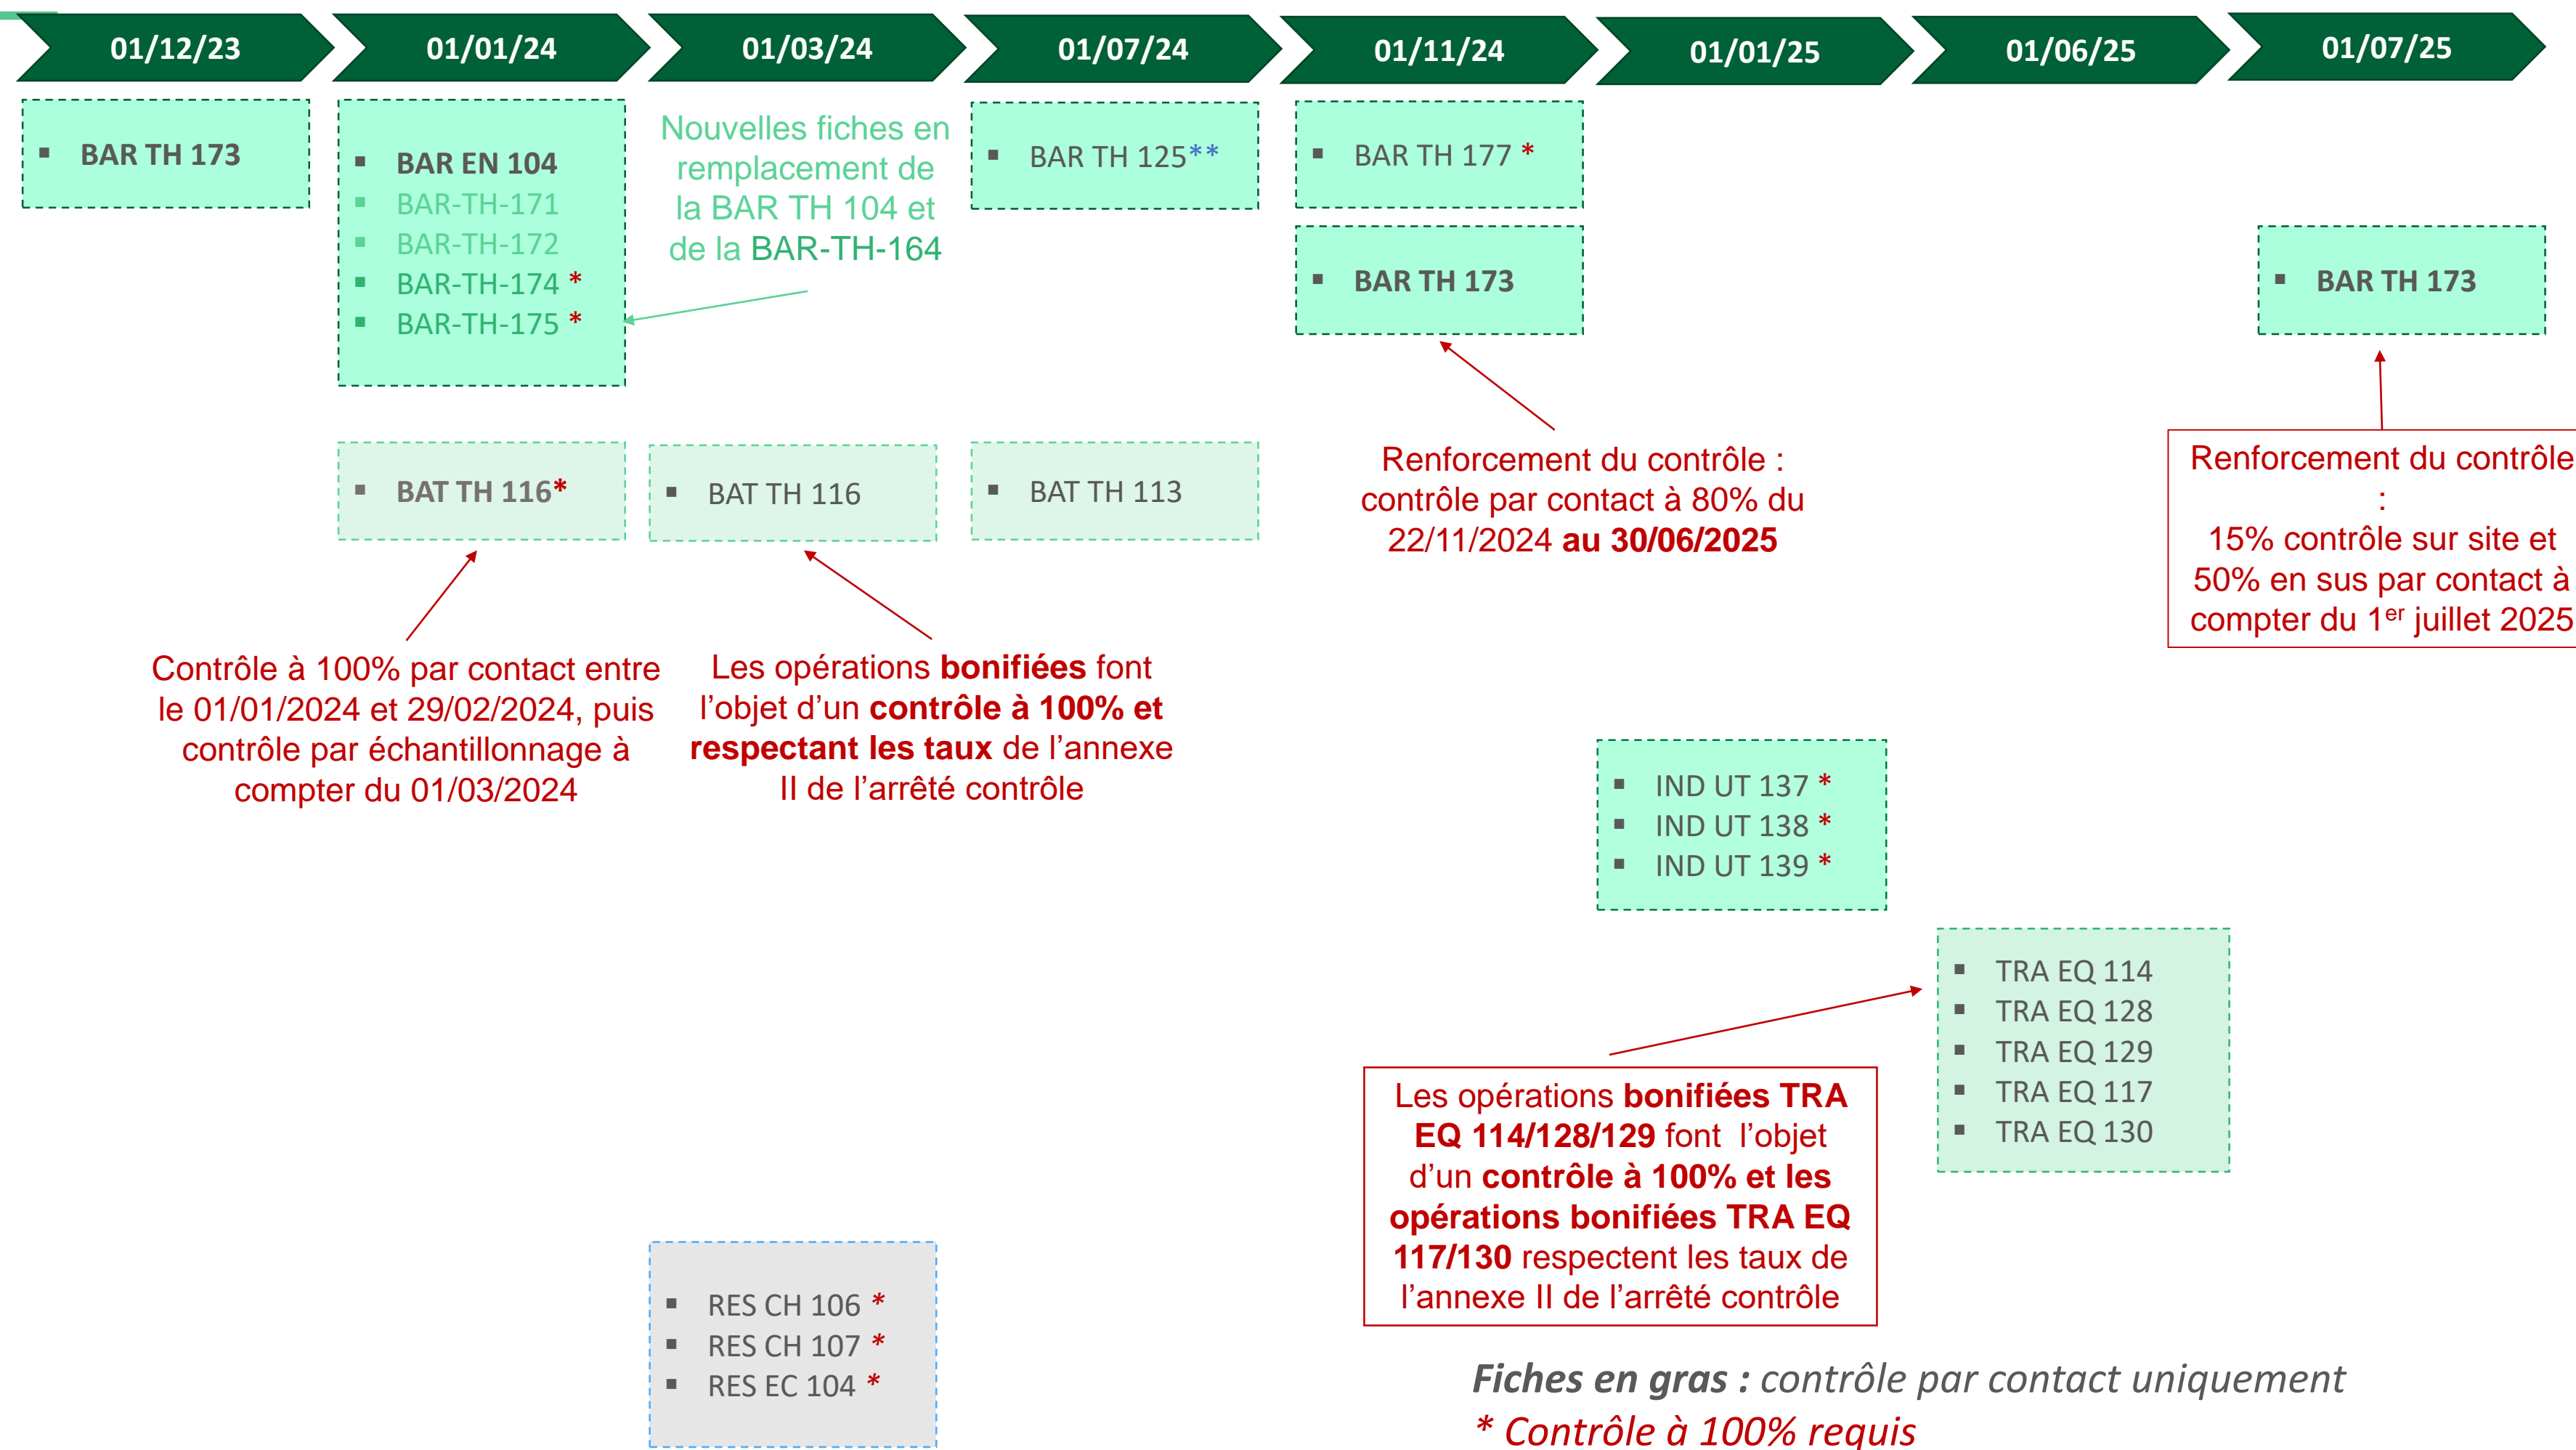 01/12/23
01/01/24
01/03/24
01/07/24
01/11/24
01/01/25
01/06/25
01/07/25
▪ BAR TH 173
▪ BAR EN 104
▪ BAR-TH-171
▪ BAR-TH-172
▪ BAR-TH-174 *
▪ BAR-TH-175 *
Nouvelles fiches en
remplacement de
la BAR TH 104 et
de la BAR-TH-164
▪ BAR TH 125**
▪ BAR TH 177 *
▪ BAR TH 173
▪ BAR TH 173
▪ BAT TH 116*
▪ BAT TH 116
▪ BAT TH 113
Renforcement du contrôle :
contrôle par contact à 80% du
22/11/2024 au 30/06/2025
Renforcement du contrôle
:
15% contrôle sur site et
50% en sus par contact à
compter du 1er juillet 2025
Contrôle à 100% par contact entre
le 01/01/2024 et 29/02/2024, puis
contrôle par échantillonnage à
compter du 01/03/2024
Les opérations bonifiées font
l’objet d’un contrôle à 100% et
respectant les taux de l’annexe
II de l’arrêté contrôle
▪ IND UT 137 *
▪ IND UT 138 *
▪ IND UT 139 *
▪ TRA EQ 114
▪ TRA EQ 128
▪ TRA EQ 129
▪ TRA EQ 117
▪ TRA EQ 130
Les opérations bonifiées TRA
EQ 114/128/129 font l’objet
d’un contrôle à 100% et les
opérations bonifiées TRA EQ
117/130 respectent les taux de
l’annexe II de l’arrêté contrôle
▪ RES CH 106 *
▪ RES CH 107 *
▪ RES EC 104 *
Fiches en gras : contrôle par contact uniquement
* Contrôle à 100% requis